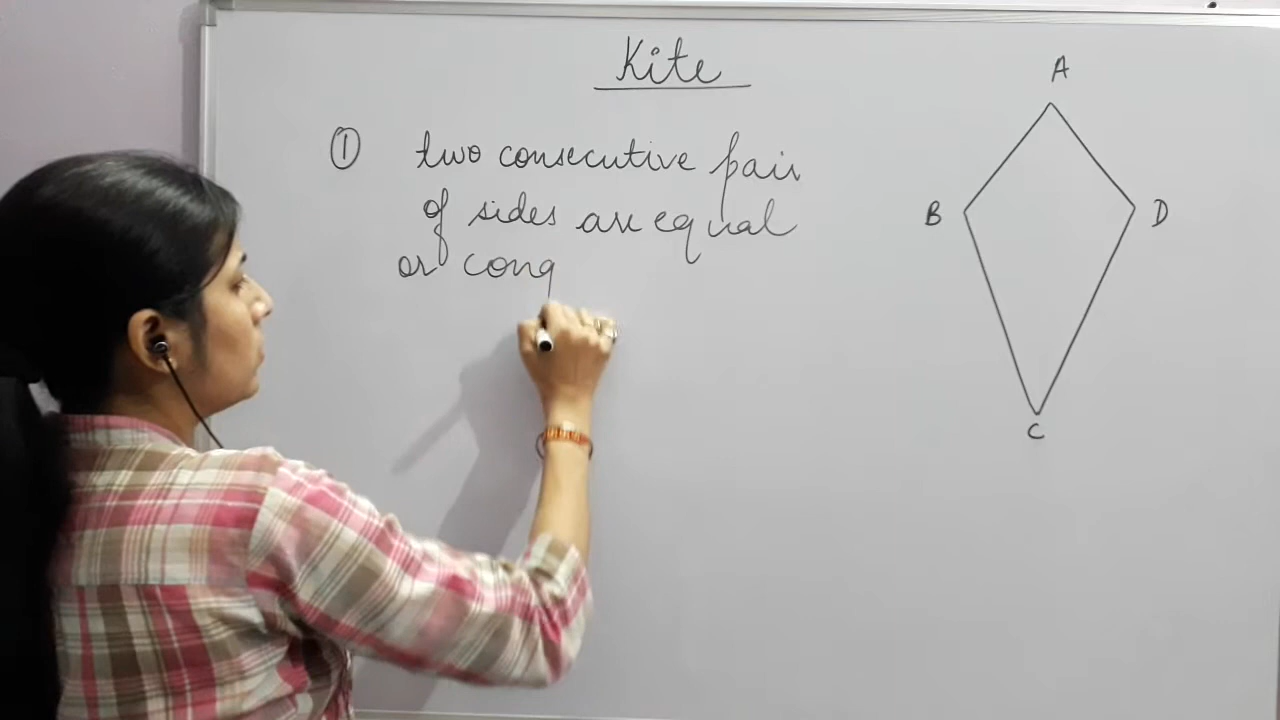 Kite
① two consecutive pair
of sides are equal
or cong
A
B
D
C